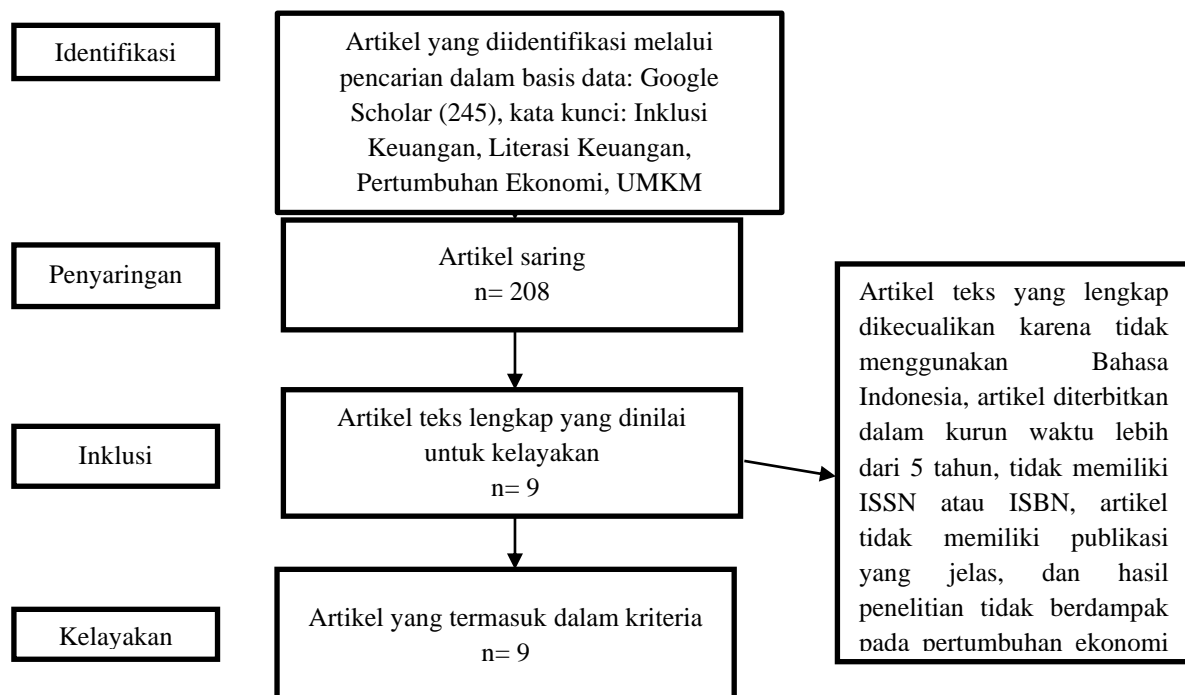 Identifikasi
Artikel yang diidentifikasi melalui
pencarian dalam basis data: Google
Scholar (245), kata kunci: Inklusi
Keuangan, Literasi Keuangan,
Pertumbuhan Ekonomi, UMKM
Penyaringan
Artikel saring
n= 208
Artikel teks yang lengkap
dikecualikan karena tidak
menggunakan Bahasa
Indonesia, artikel diterbitkan
dalam kurun waktu lebih
dari 5 tahun, tidak memiliki
ISSN atau ISBN, artikel
tidak memiliki publikasi
yang jelas, dan hasil
penelitian tidak berdampak
pada pertumbuhan ekonomi
Inklusi
Artikel teks lengkap yang dinilai
untuk kelayakan
n= 9
Kelayakan
Artikel yang termasuk dalam kriteria
n= 9